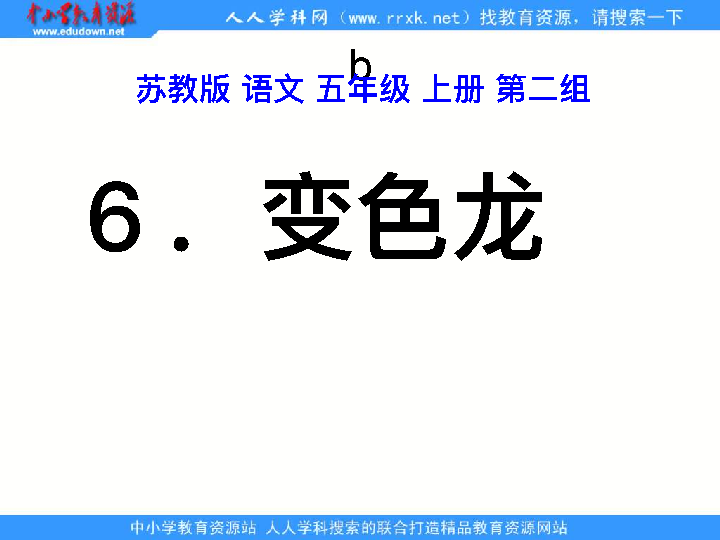 中小学教育资源
www.edudown.net
人人学科网（www.rrxk.net）找教育资源，请搜索一下
b
苏教版 语文 五年级 上册 第二组
6．变色龙
中小学教育资源站 人人学科搜索的联合打造精品教育资源网站